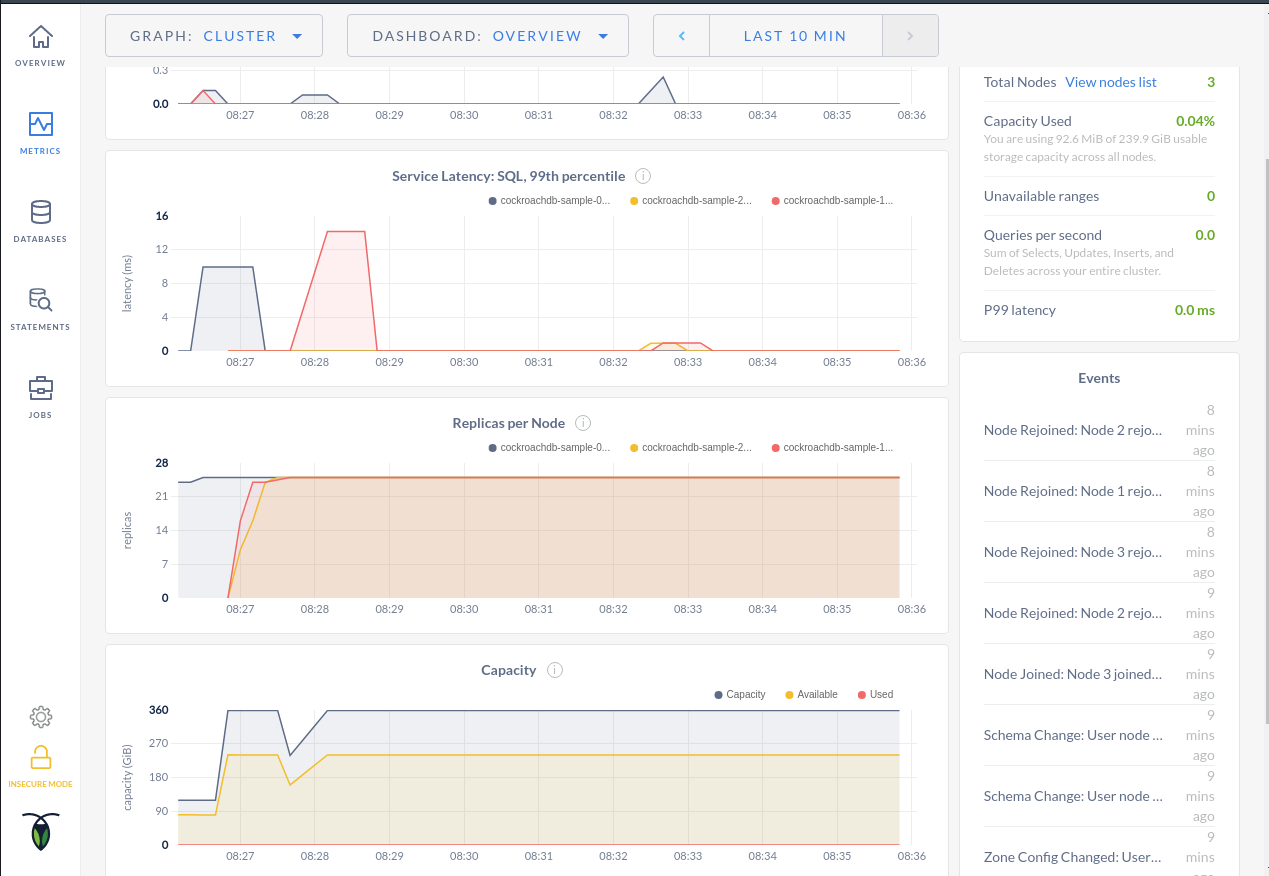 GRAPH: CLUSTER
DASHBOARD: OVERVIEW
LAST 10 MIN
OVERVIEW
METRICS
DATABASES
STATEMENTS
JOBS
INSECURE MODE
0.3
0.0
08:27 08:28 08:29 08:30 08:31 08:32 08:33 08:34 08:35 08:36
Service Latency: SQL, 99th percentile
cockroachdb-sample-0... cockroachdb-sample-2... cockroachdb-sample-1...
latency (ms)
16
12
8
4
0
08:27 08:28 08:29 08:30 08:31 08:32 08:33 08:34 08:35 08:36
Replicas per Node
cockroachdb-sample-0... cockroachdb-sample-2... cockroachdb-sample-1...
replicas
28
21
14
7
0
08:27 08:28 08:29 08:30 08:31 08:32 08:33 08:34 08:35 08:36
Capacity
Capacity Available Used
capacity (GiB)
360
270
180
90
0
08:27 08:28 08:29 08:30 08:31 08:32 08:33 08:34 08:35 08:36
Total Nodes View nodes list 3
Capacity Used 0.04%
You are using 92.6 MiB of 239.9 GiB usable
storage capacity across all nodes.
Unavailable ranges 0
Queries per second 0.0
Sum of Selects, Updates, Inserts, and
Deletes across your entire cluster.
P99 latency 0.0 ms
Events
Node Rejoined: Node 2 rejo...
8
mins
ago
Node Rejoined: Node 1 rejo...
8
mins
ago
Node Rejoined: Node 3 rejo...
8
mins
ago
Node Rejoined: Node 2 rejo...
9
mins
ago
Node Joined: Node 3 joined...
9
mins
ago
Schema Change: User node ...
9
mins
ago
Schema Change: User node ...
9
mins
ago
Zone Config Changed: User...
9
mins